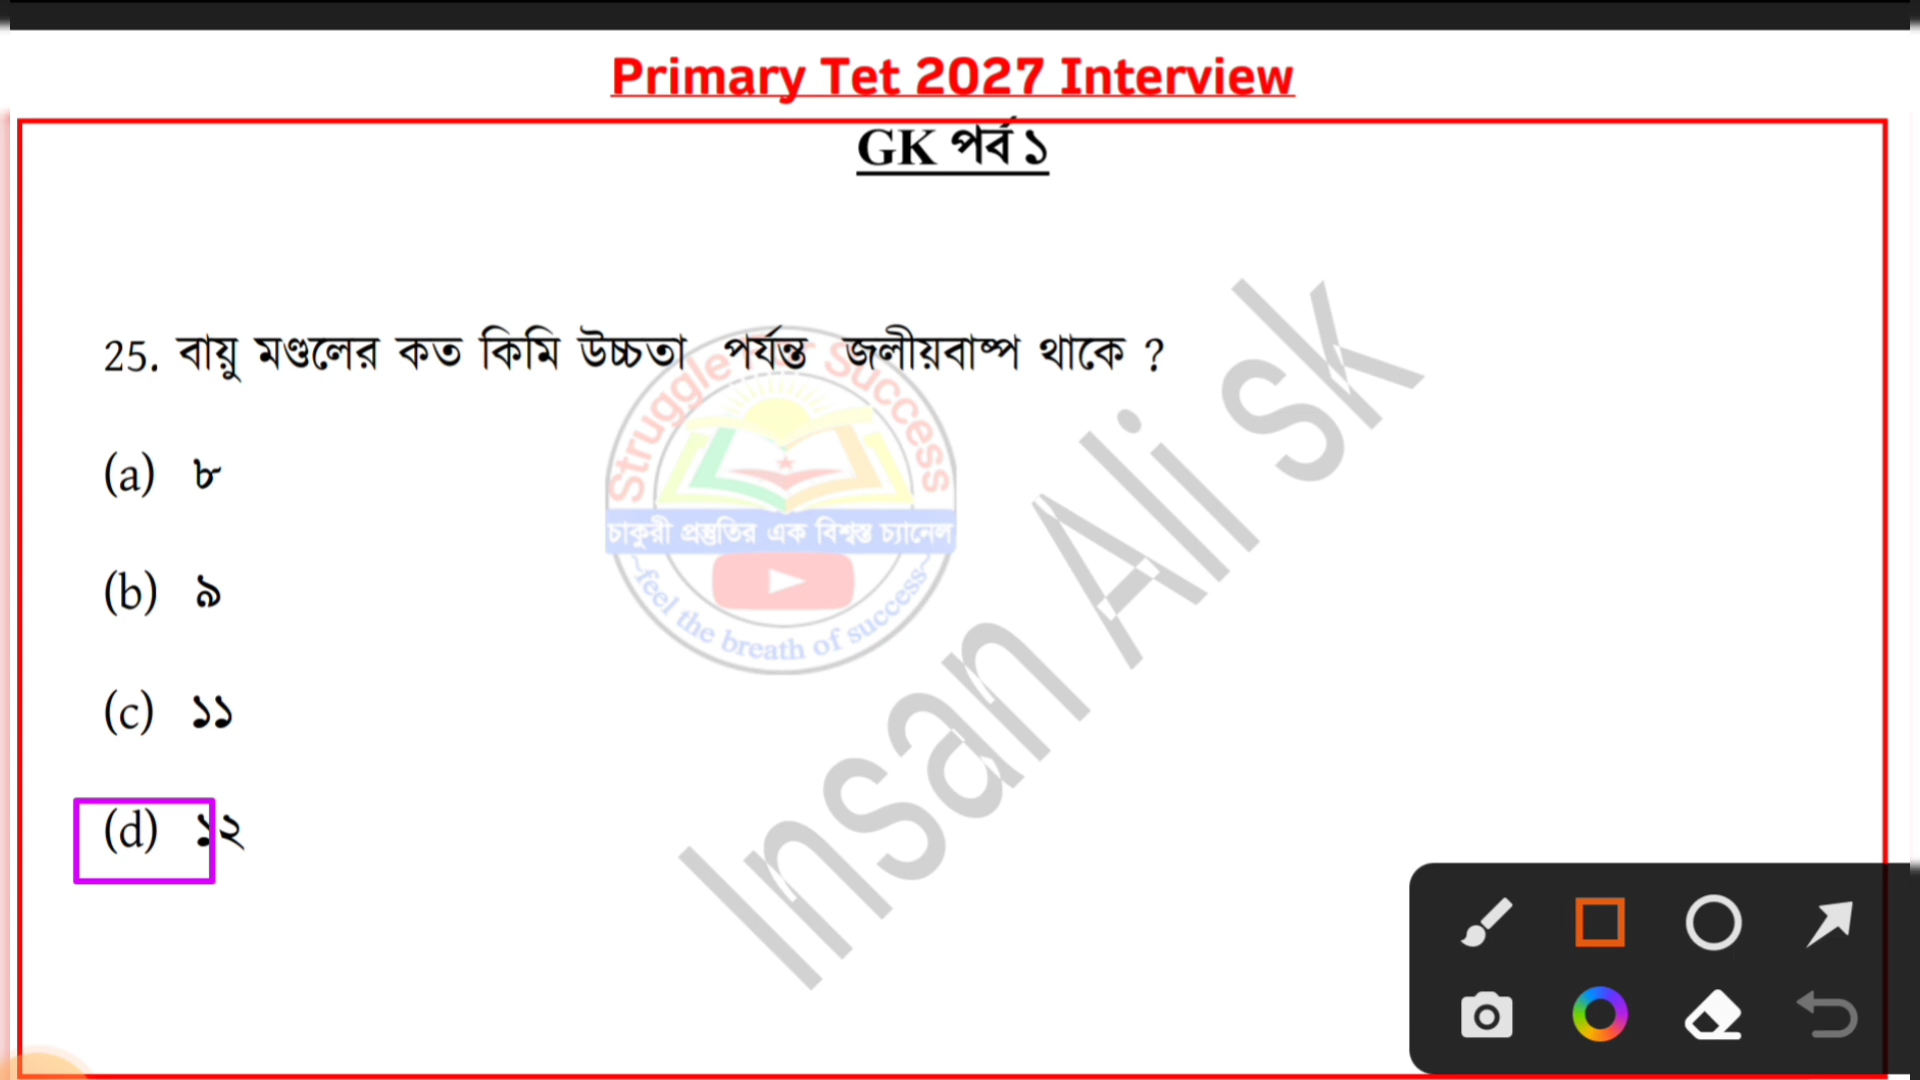 Primary Tet 2027 Interview
GK পর্ব ১
25. বায়ু মণ্ডলের কত কিমি উচ্চতা পর্যন্ত জলীয়বাষ্প থাকে ?
(a) ৮
(b) ৯
(c) ১১
(d) ১২
Struggle For Success
চাকুরী প্রস্তুতির এক বিশ্বস্ত চ্যানেল
~feel the breath of success~
Insan Ali sk